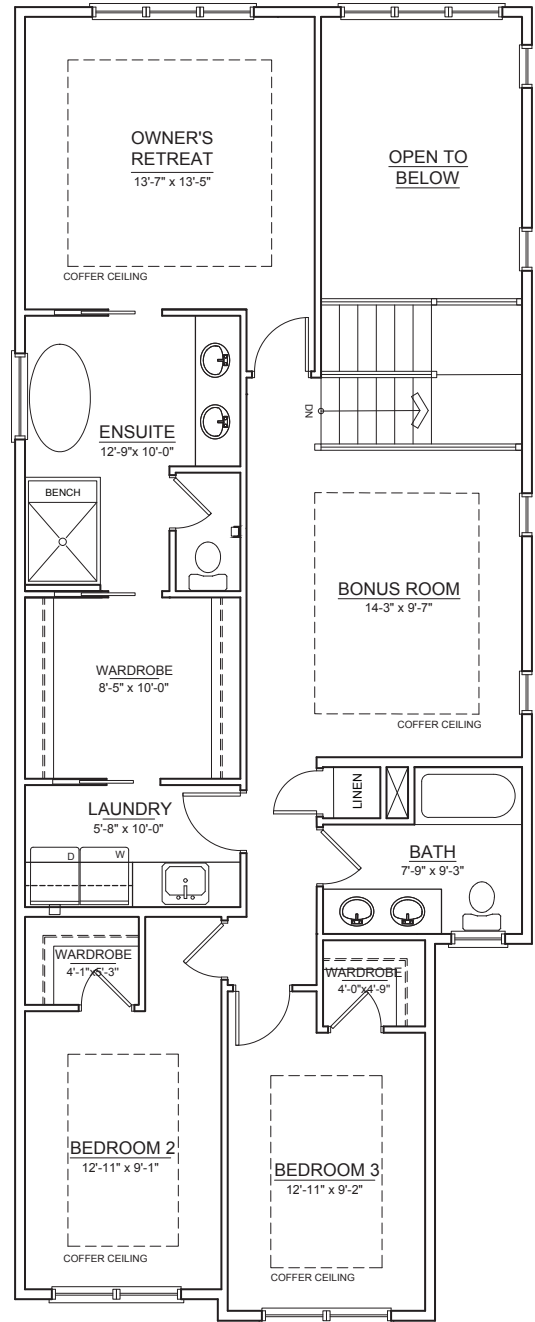 OWNER'S
RETREAT
13'-7" x 13'-5"
COFFER CEILING
OPEN TO
BELOW
DN
ENSUITE
12'-9"x 10'-0"
BENCH
BONUS ROOM
14'-3" x 9'-7"
COFFER CEILING
WARDROBE
8'-5" x 10'-0"
LINEN
LAUNDRY
5'-8" x 10'-0"
D
W
BATH
7'-9" x 9'-3"
WARDROBE
4'-1"x5'-3"
WARDROBE
4'-0"x4'-9"
BEDROOM 2
12'-11" x 9'-1"
COFFER CEILING
BEDROOM 3
12'-11" x 9'-2"
COFFER CEILING